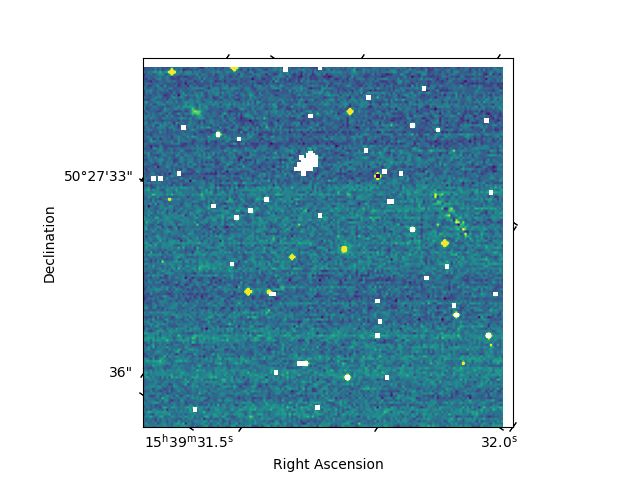 50°27'33"
36"
15ʰ39ᵐ31.5ˢ
32.0ˢ
Right Ascension
Declination